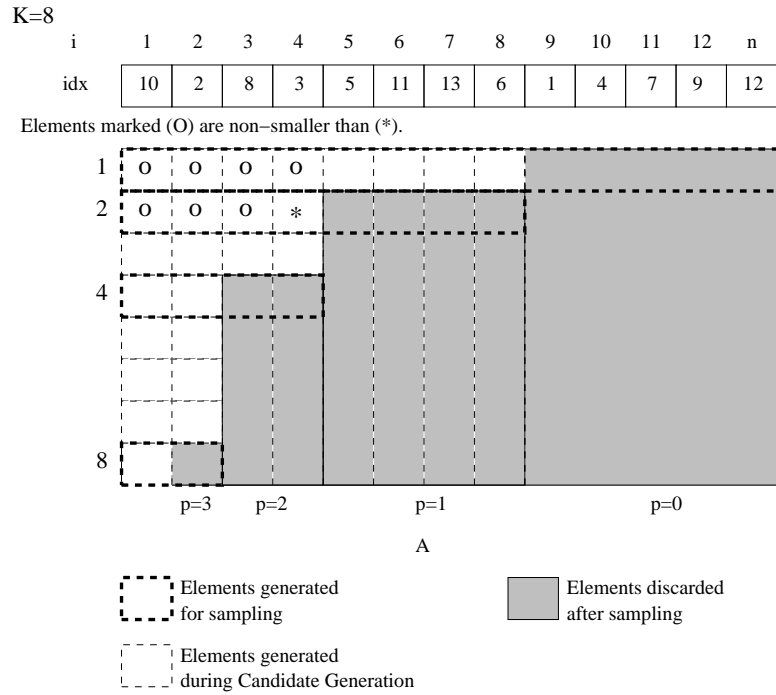 K=8
i 1 2 3 4 5 6 7 8 9 10 11 12 n
idx 10 2 8 3 5 11 13 6 1 4 7 9 12
Elements marked (O) are non−smaller than (*).
1 O O O O
2 O O O *
4
8
p=3 p=2 p=1 p=0
A
Elements generated
for sampling
Elements discarded
after sampling
Elements generated
during Candidate Generation